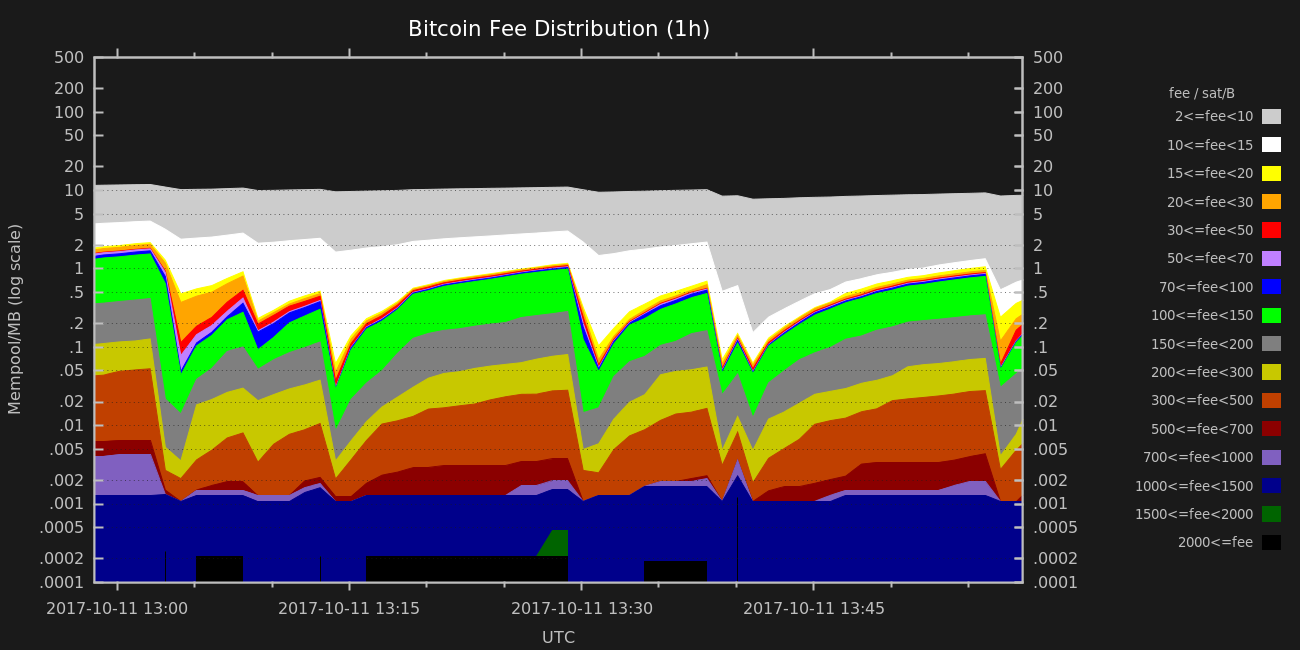 Bitcoin Fee Distribution (1h)
500 500
200 200
100 100
50 50
20 20
10 10
5 5
2 2
1 1
.5 .5
.2 .2
.1 .1
.05 .05
.02 .02
.01 .01
.005 .005
.002 .002
.001 .001
.0005 .0005
.0002 .0002
.0001 .0001
Mempool/MB (log scale)
2017-10-11 13:00 2017-10-11 13:15 2017-10-11 13:30 2017-10-11 13:45
UTC
fee / sat/B
2<=fee<10
10<=fee<15
15<=fee<20
20<=fee<30
30<=fee<50
50<=fee<70
70<=fee<100
100<=fee<150
150<=fee<200
200<=fee<300
300<=fee<500
500<=fee<700
700<=fee<1000
1000<=fee<1500
1500<=fee<2000
2000<=fee